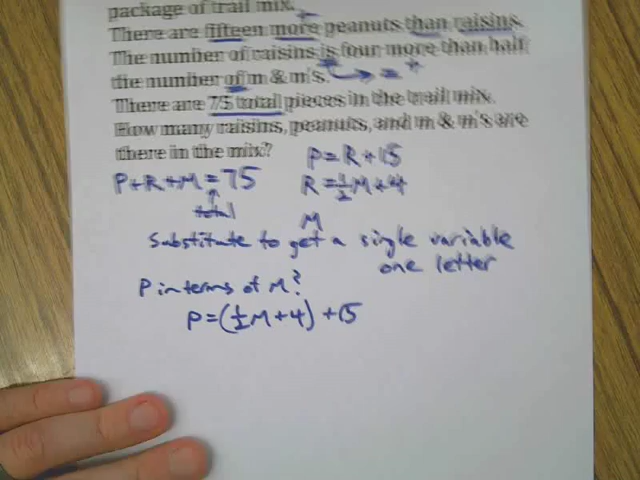 package of trail mix.
There are fifteen more peanuts than raisins.
The number of raisins is four more than half
the number of m & m's. → = +
There are 75 total pieces in the trail mix.
How many raisins, peanuts, and m & m's are
there in the mix?
P = R + 15
P + R + M = 75
R = ½M + 4
↑
total
M
Substitute to get a single variable
one letter
P in terms of M?
P = (½M + 4) + 15